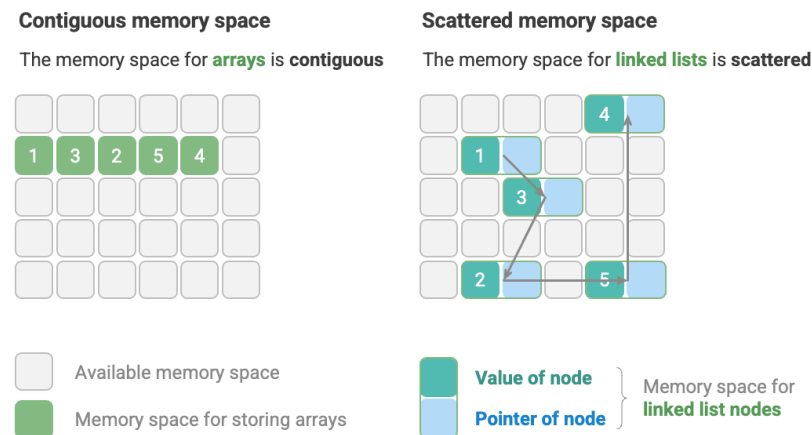 Contiguous memory space
The memory space for arrays is contiguous
1 3 2 5 4
Available memory space
Memory space for storing arrays
Scattered memory space
The memory space for linked lists is scattered
4
1
3
2 5
Value of node
Pointer of node
Memory space for
linked list nodes